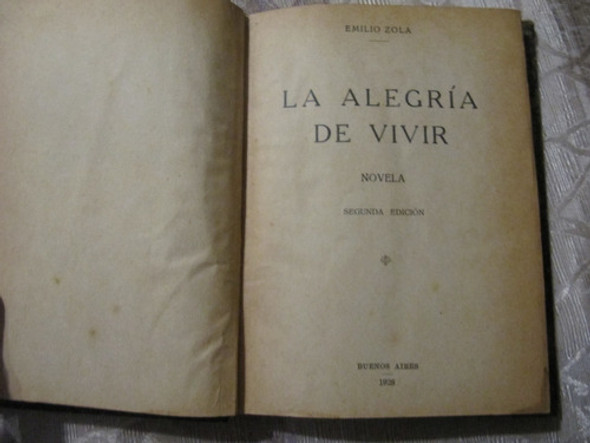 EMILIO ZOLA
LA ALEGRÍA
DE VIVIR
NOVELA
SEGUNDA EDICIÓN
BUENOS AIRES